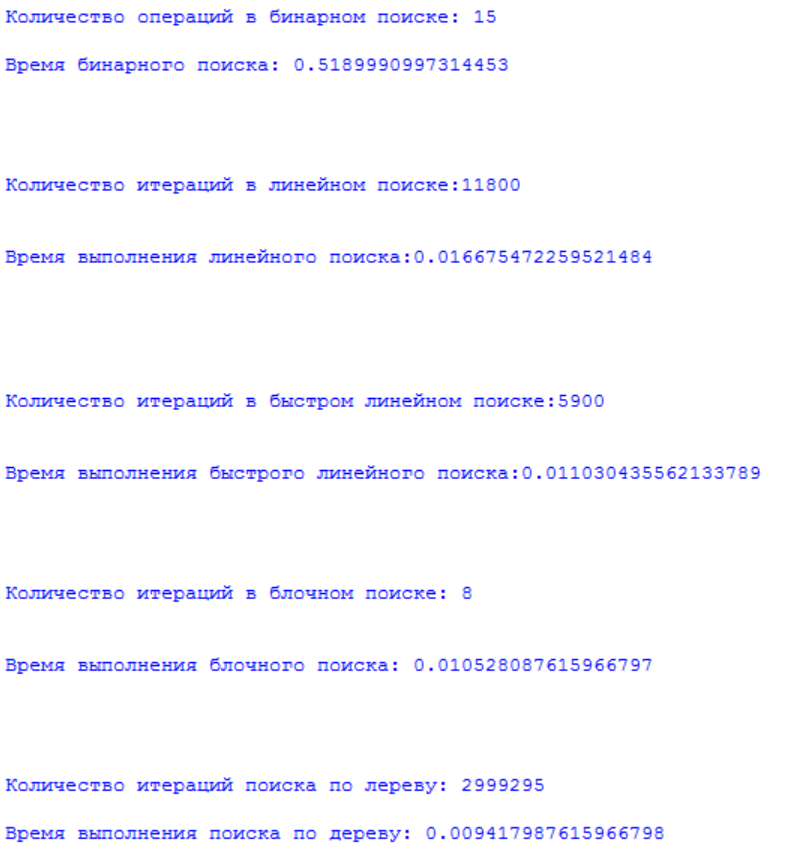 Количество операций в бинарном поиске: 15
Время бинарного поиска: 0.5189990997314453
Количество итераций в линейном поиске:11800
Время выполнения линейного поиска:0.016675472259521484
Количество итераций в быстром линейном поиске:5900
Время выполнения быстрого линейного поиска:0.011030435562133789
Количество итераций в блочном поиске: 8
Время выполнения блочного поиска: 0.010528087615966797
Количество итераций поиска по лереву: 2999295
Время выполнения поиска по дереву: 0.009417987615966798